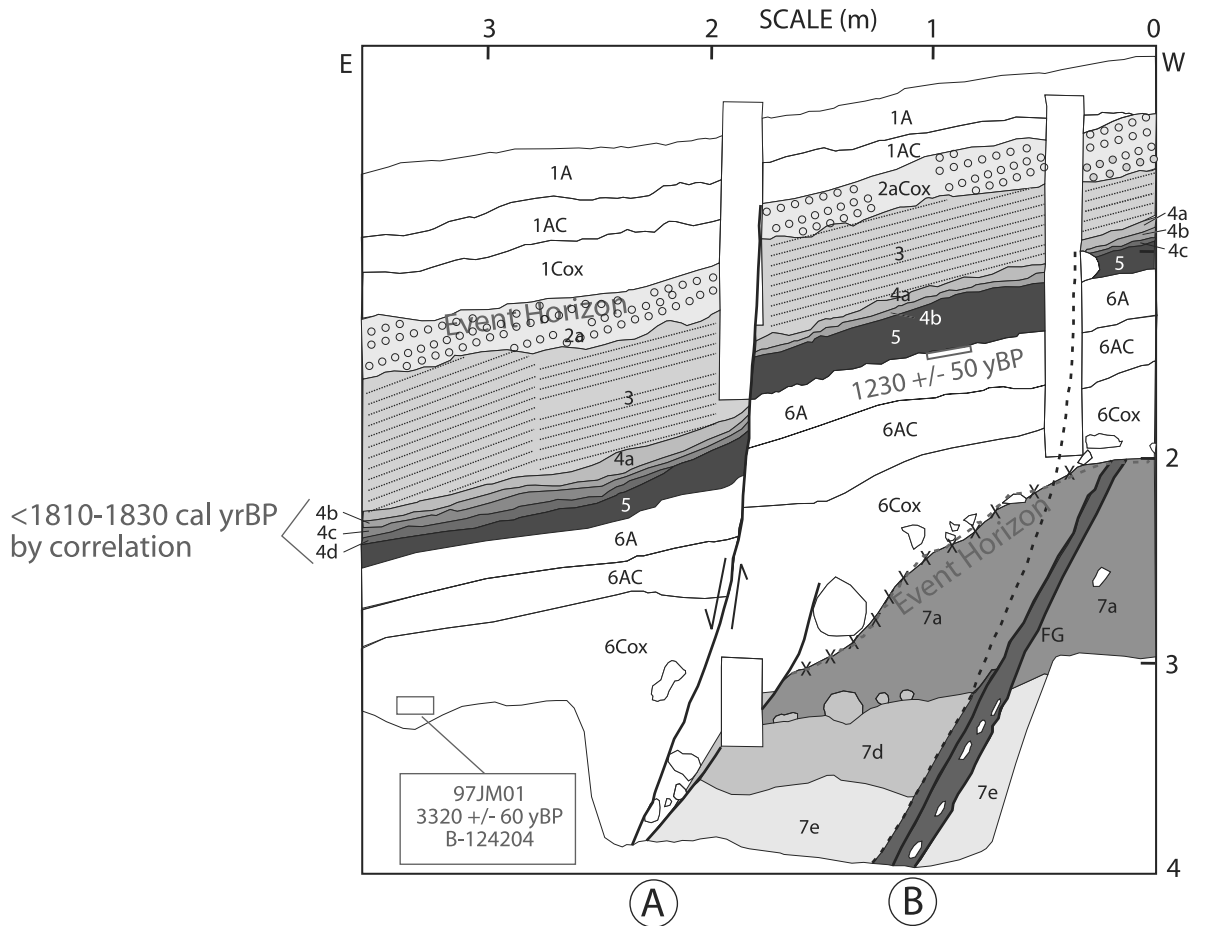 SCALE (m)
3 2 1 0
E W
1A
1A
1AC
1AC
2aCox
1Cox
4a
4b
4c
3
5
Event Horizon
2a
6A
4a
4b
5
6AC
1230 +/- 50 yBP
3
6A
6AC
6Cox
4a
2
6Cox
5
<1810-1830 cal yrBP
by correlation
4b
4c
4d
6A
6AC
Event Horizon
7a
7a
FG
6Cox
3
97JM01
3320 +/- 60 yBP
B-124204
7d
7e
7e
4
A B